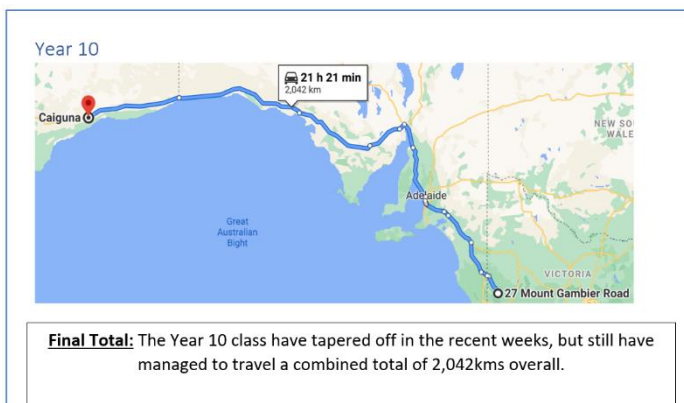 Year 10
21 h 21 min
2,042 km
Caiguna
NEW SO
WALE
Adelaide
Great
Australian
Bight
VICTORIA
27 Mount Gambier Road
Final Total: The Year 10 class have tapered off in the recent weeks, but still have
managed to travel a combined total of 2,042kms overall.